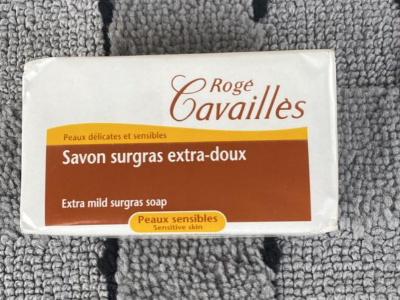 Rogé
Cavaillès
Peaux délicates et sensibles
Savon surgras extra-doux
Extra mild surgras soap
Peaux sensibles
Sensitive skin